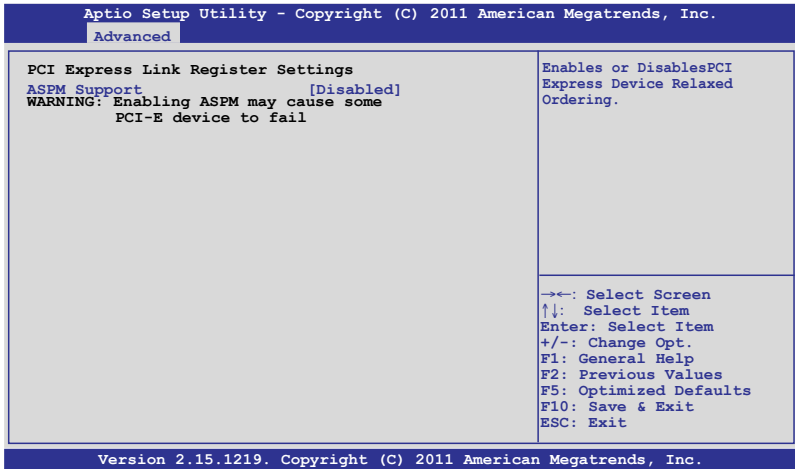 Aptio Setup Utility - Copyright (C) 2011 American Megatrends, Inc.
Advanced
PCI Express Link Register Settings
ASPM Support [Disabled]
WARNING: Enabling ASPM may cause some
PCI-E device to fail
Enables or DisablesPCI
Express Device Relaxed
Ordering.
→←: Select Screen
↑↓: Select Item
Enter: Select Item
+/-: Change Opt.
F1: General Help
F2: Previous Values
F5: Optimized Defaults
F10: Save & Exit
ESC: Exit
Version 2.15.1219. Copyright (C) 2011 American Megatrends, Inc.